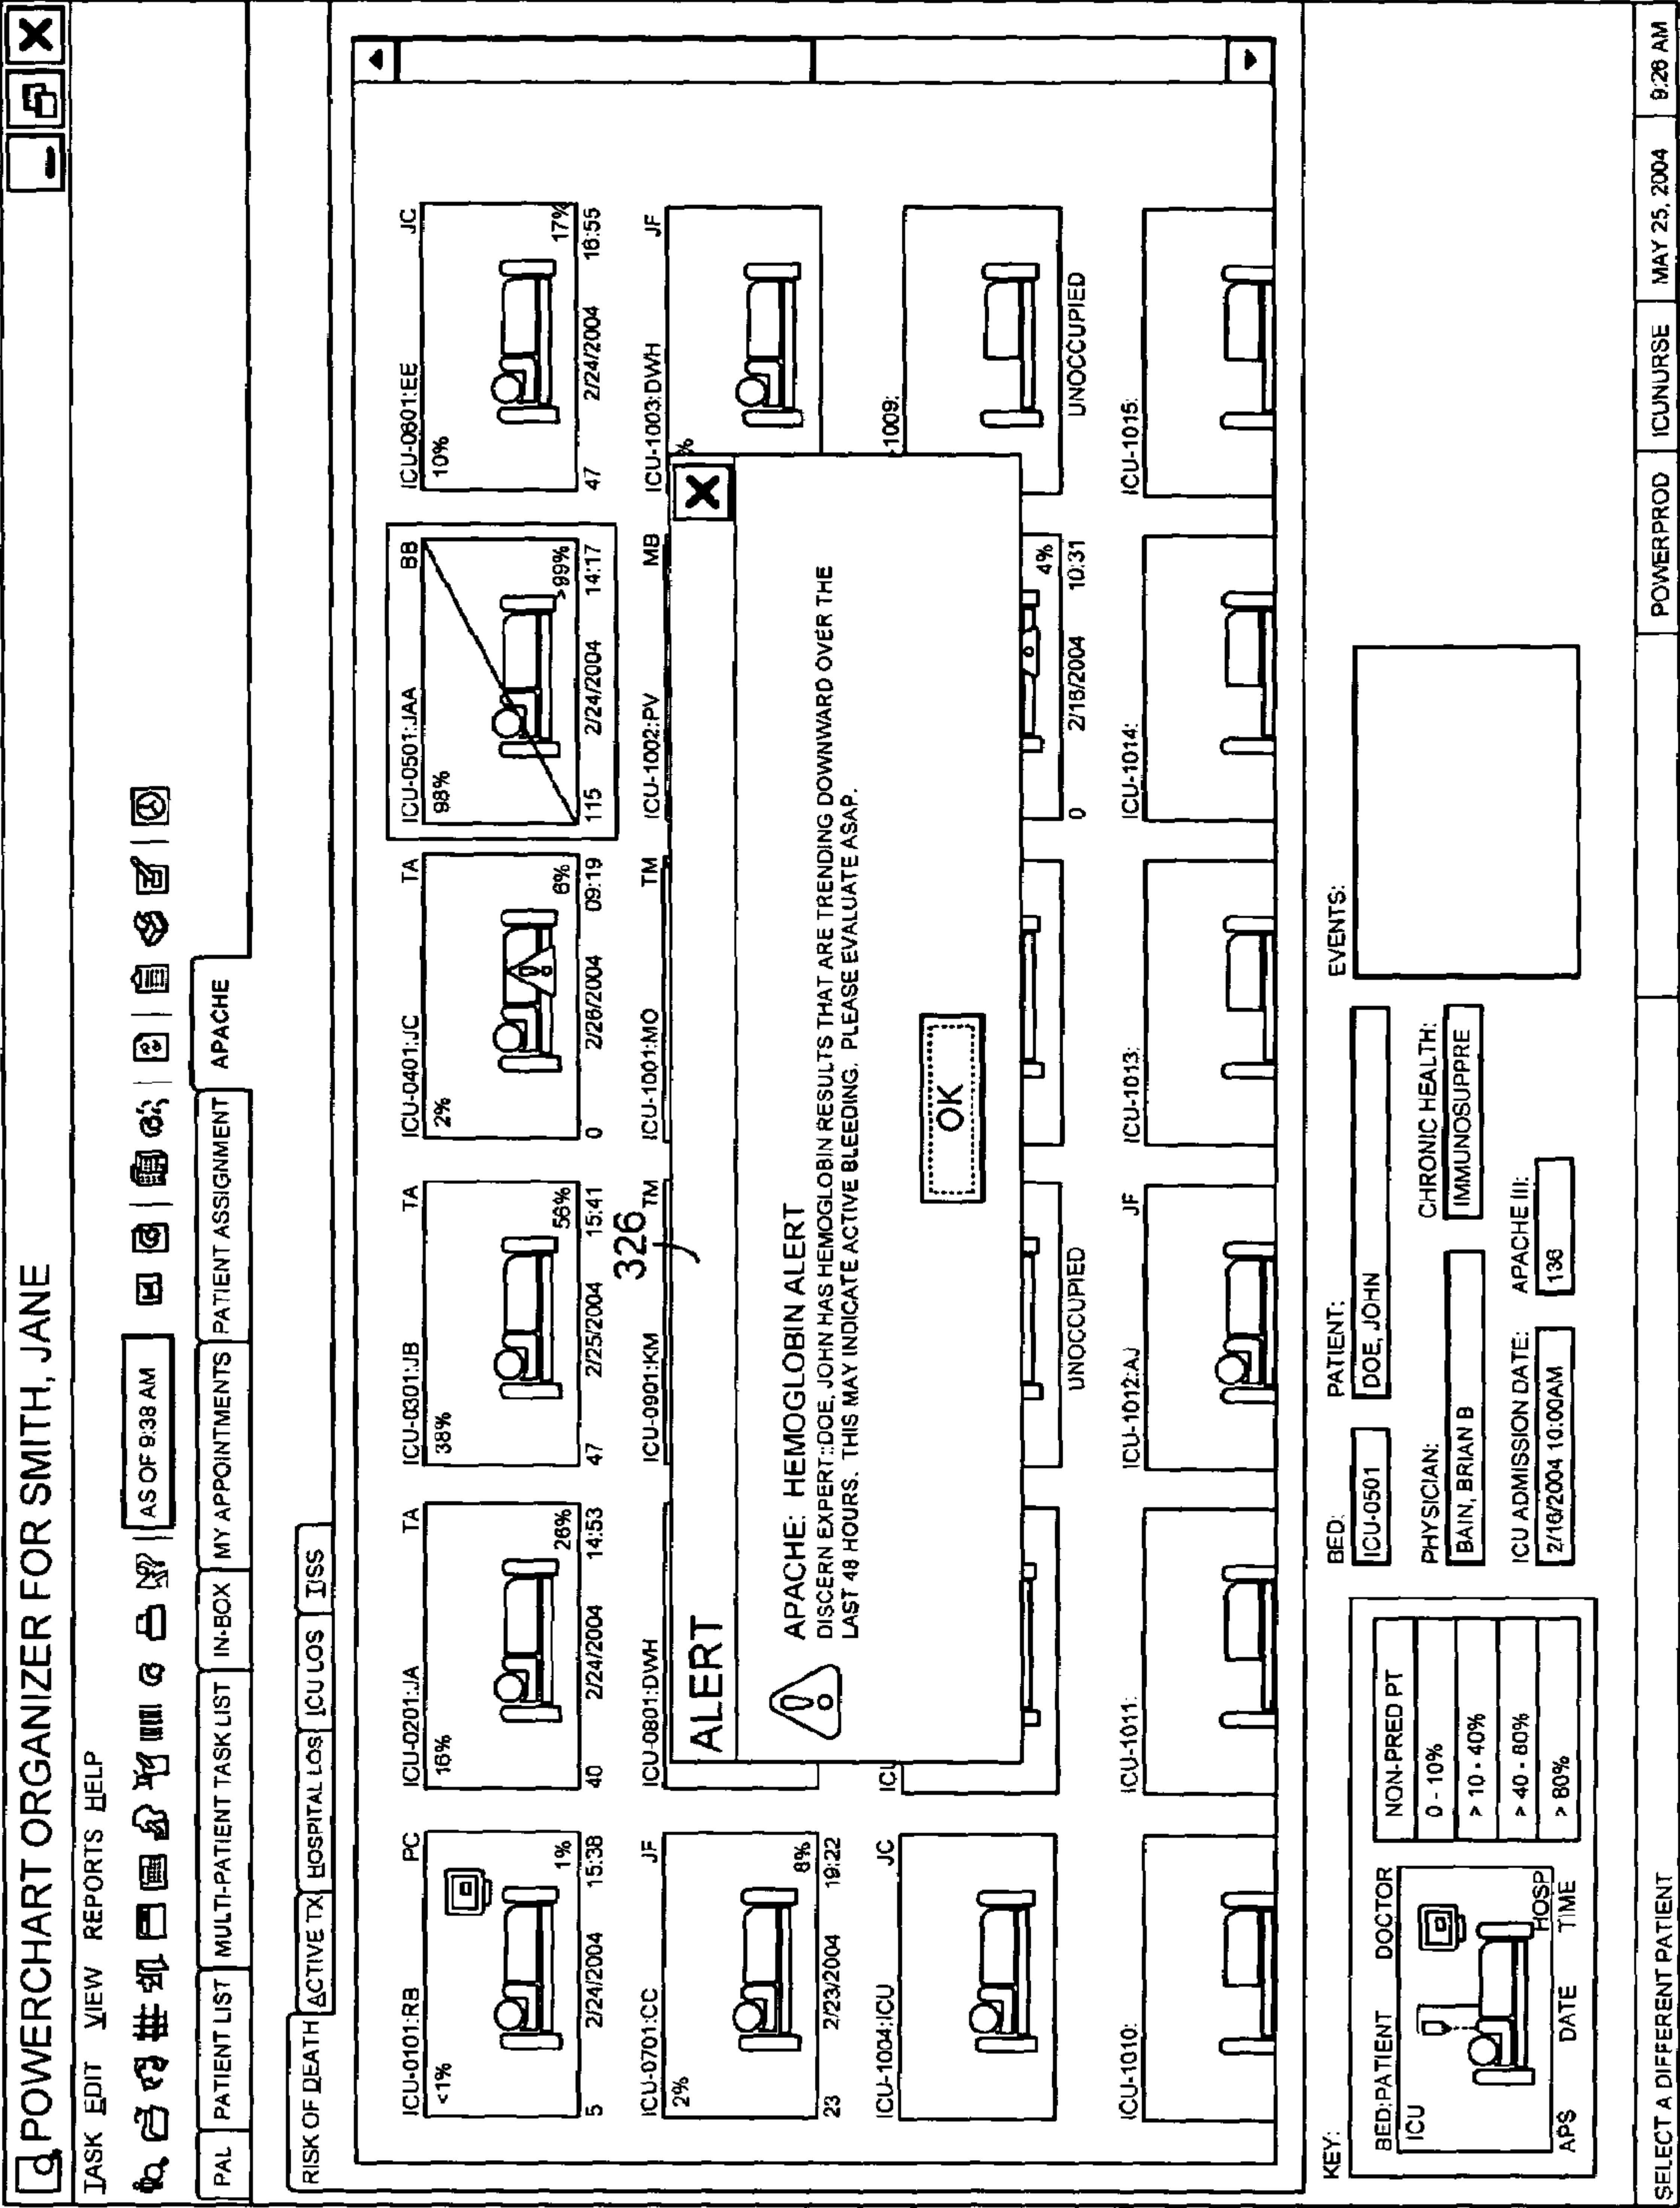 POWERCHART ORGANIZER FOR SMITH, JANE
TASK EDIT VIEW REPORTS HELP
AS OF 9:38 AM
PAL PATIENT LIST MULTI-PATIENT TASK LIST IN-BOX MY APPOINTMENTS PATIENT ASSIGNMENT APACHE
RISK OF DEATH ACTIVE TX HOSPITAL LOS ICU LOS TISS
ICU-0101:RB PC ICU-0201:JA TA ICU-0301:JB TA ICU-0401:JC TA ICU-0501:JAA BB ICU-0601:EE JC
<1% 16% 38% 2% 98% 10%
1% 26% 56% 6% >99% 17%
5 2/24/2004 15:38 40 2/24/2004 14:53 47 2/25/2004 15:41 0 2/26/2004 09:19 115 2/24/2004 14:17 47 2/24/2004 16:55
326
ICU-0701:CC JF ICU-0801:DWH ICU-0901:KM TM ICU-1001:MO TM ICU-1002:PV MB ICU-1003:DWH JF
2% %
8%
23 2/23/2004 19:22
ALERT
APACHE: HEMOGLOBIN ALERT
DISCERN EXPERT::DOE, JOHN HAS HEMOGLOBIN RESULTS THAT ARE TRENDING DOWNWARD OVER THE
LAST 48 HOURS. THIS MAY INDICATE ACTIVE BLEEDING. PLEASE EVALUATE ASAP.
OK
ICU-1004:ICU JC ICU -1009:
4%
UNOCCUPIED 0 2/18/2004 10:31 UNOCCUPIED
ICU-1010: ICU-1011: ICU-1012:AJ JF ICU-1013: ICU-1014: ICU-1015:
KEY:
BED:PATIENT DOCTOR
ICU
HOSP
APS DATE TIME
NON-PRED PT
0 - 10%
> 10 - 40%
> 40 - 80%
> 80%
BED: PATIENT: EVENTS:
ICU-0501 DOE, JOHN
PHYSICIAN: CHRONIC HEALTH:
BAIN, BRIAN B IMMUNOSUPPRE
ICU ADMISSION DATE: APACHE III:
2/16/2004 10:00AM 136
SELECT A DIFFERENT PATIENT POWERPROD ICUNURSE MAY 25, 2004 9:26 AM